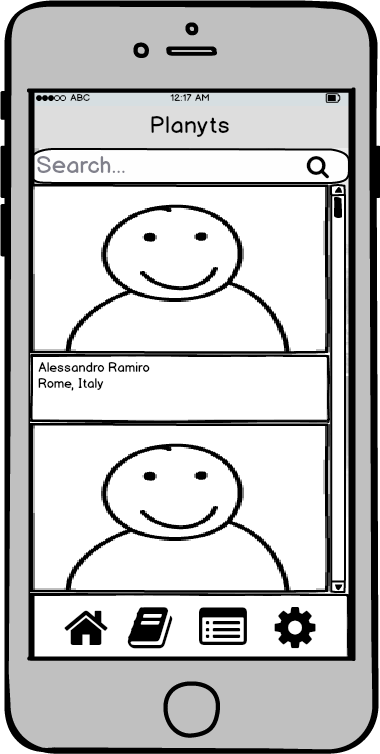 ABC 12:17 AM
Planyts
Search...
Alessandro Ramiro
Rome, Italy